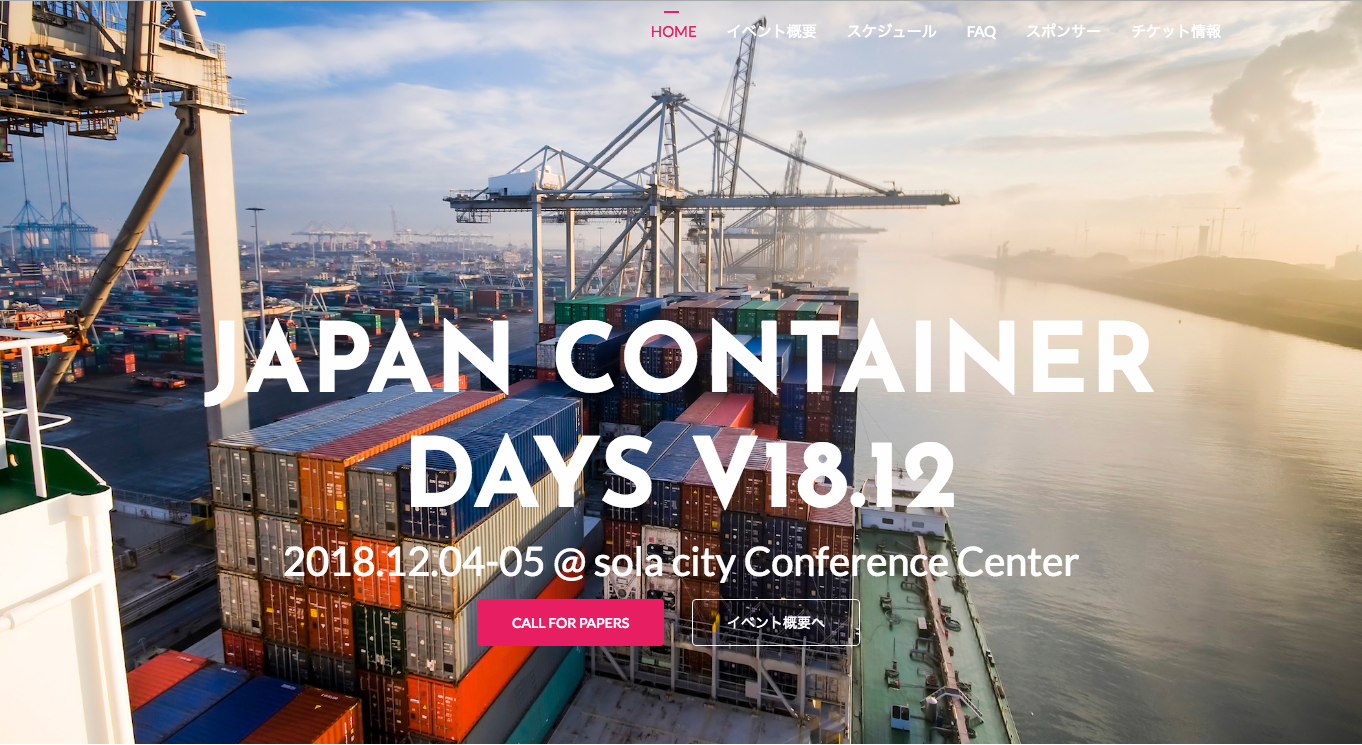 HOME イベント概要 スケジュール FAQ スポンサー チケット情報
JAPAN CONTAINER
DAYS V18.12
2018.12.04-05 @ sola city Conference Center
CALL FOR PAPERS イベント概要へ